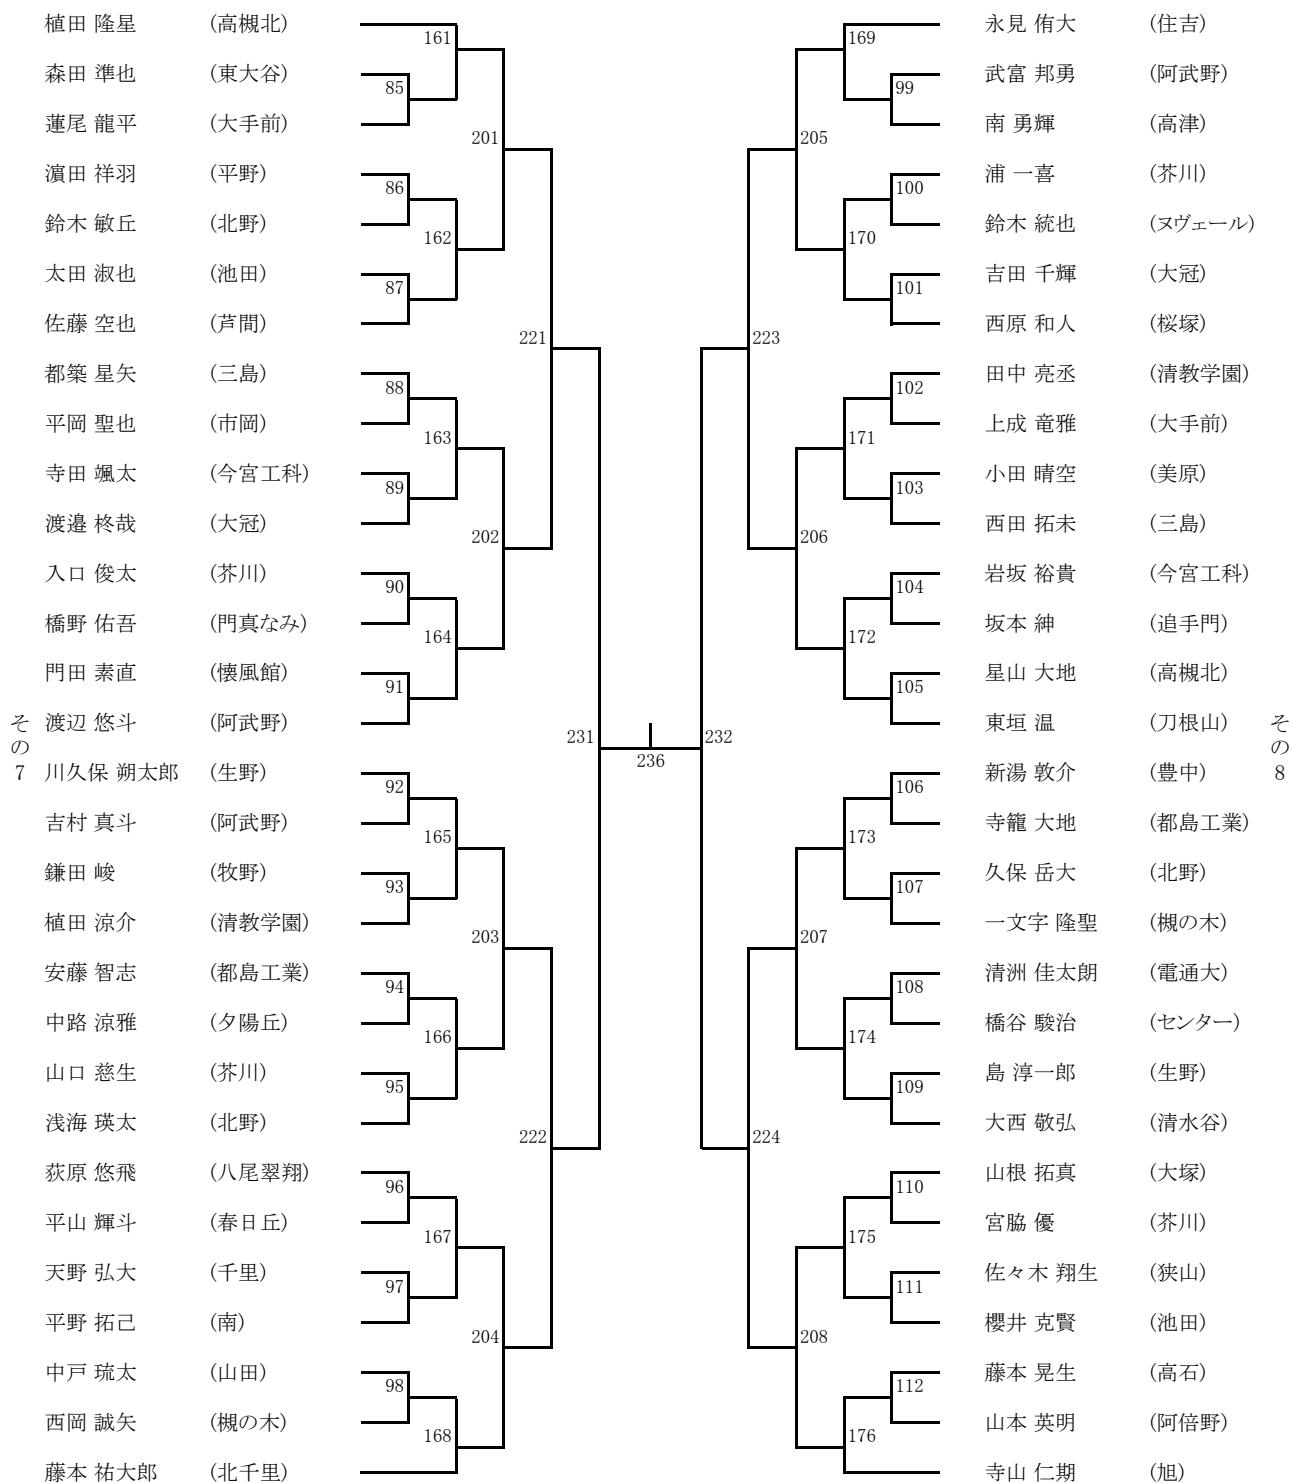 植田 隆星 (高槻北)
森田 準也 (東大谷)
蓮尾 龍平 (大手前)
濵田 祥羽 (平野)
鈴木 敏丘 (北野)
太田 淑也 (池田)
佐藤 空也 (芦間)
都築 星矢 (三島)
平岡 聖也 (市岡)
寺田 颯太 (今宮工科)
渡邉 柊哉 (大冠)
入口 俊太 (芥川)
橋野 佑吾 (門真なみ)
門田 素直 (懐風館)
渡辺 悠斗 (阿武野)
川久保 朔太郎 (生野)
吉村 真斗 (阿武野)
鎌田 峻 (牧野)
植田 涼介 (清教学園)
安藤 智志 (都島工業)
中路 涼雅 (夕陽丘)
山口 慈生 (芥川)
浅海 瑛太 (北野)
荻原 悠飛 (八尾翠翔)
平山 輝斗 (春日丘)
天野 弘大 (千里)
平野 拓己 (南)
中戸 琉太 (山田)
西岡 誠矢 (槻の木)
藤本 祐大郎 (北千里)
その7
85
86
87
88
89
90
91
92
93
94
95
96
97
98
161
162
163
164
165
166
167
168
201
202
203
204
221
222
231
236
232
223
224
205
206
207
208
169
170
171
172
173
174
175
176
99
100
101
102
103
104
105
106
107
108
109
110
111
112
永見 侑大 (住吉)
武富 邦勇 (阿武野)
南 勇輝 (高津)
浦 一喜 (芥川)
鈴木 統也 (ヌヴェール)
吉田 千輝 (大冠)
西原 和人 (桜塚)
田中 亮丞 (清教学園)
上成 竜雅 (大手前)
小田 晴空 (美原)
西田 拓未 (三島)
岩坂 裕貴 (今宮工科)
坂本 紳 (追手門)
星山 大地 (高槻北)
東垣 温 (刀根山)
新湯 敦介 (豊中)
寺籠 大地 (都島工業)
久保 岳大 (北野)
一文字 隆聖 (槻の木)
清洲 佳太朗 (電通大)
橋谷 駿治 (センター)
島 淳一郎 (生野)
大西 敬弘 (清水谷)
山根 拓真 (大塚)
宮脇 優 (芥川)
佐々木 翔生 (狭山)
櫻井 克賢 (池田)
藤本 晃生 (高石)
山本 英明 (阿倍野)
寺山 仁期 (旭)
その8